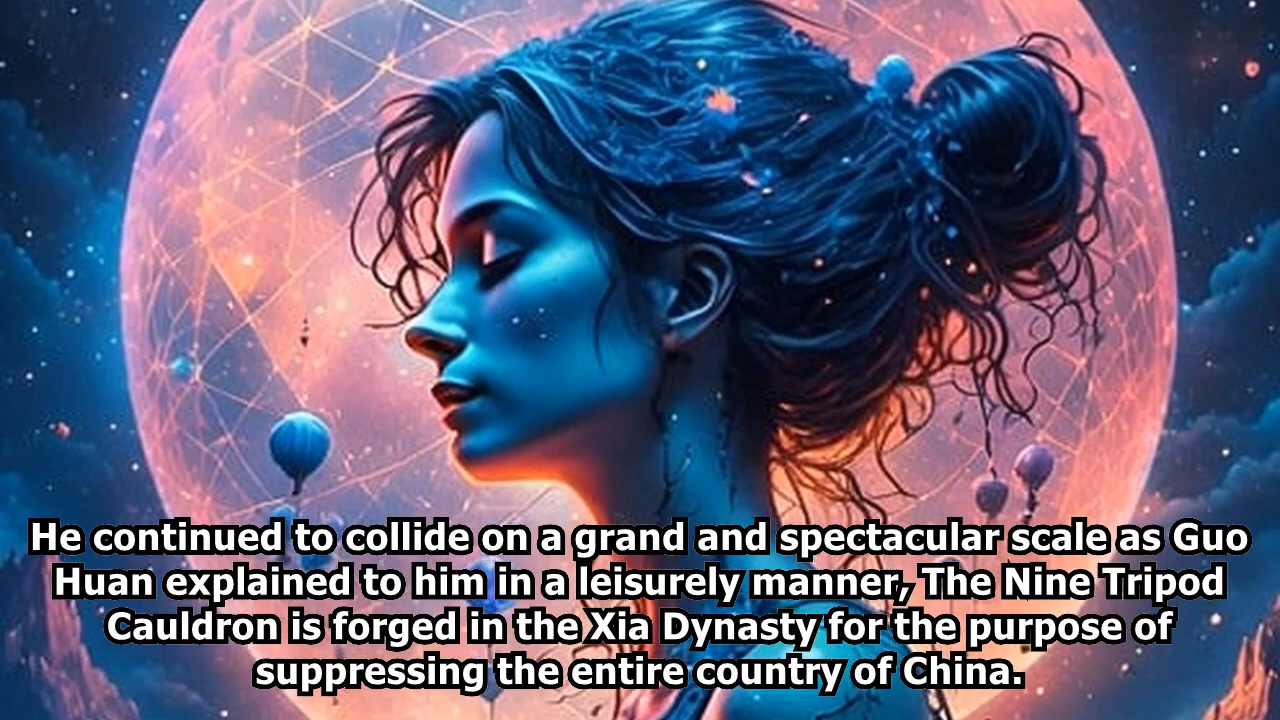 He continued to collide on a grand and spectacular scale as Guo
Huan explained to him in a leisurely manner, The Nine Tripod
Cauldron is forged in the Xia Dynasty for the purpose of
suppressing the entire country of China.